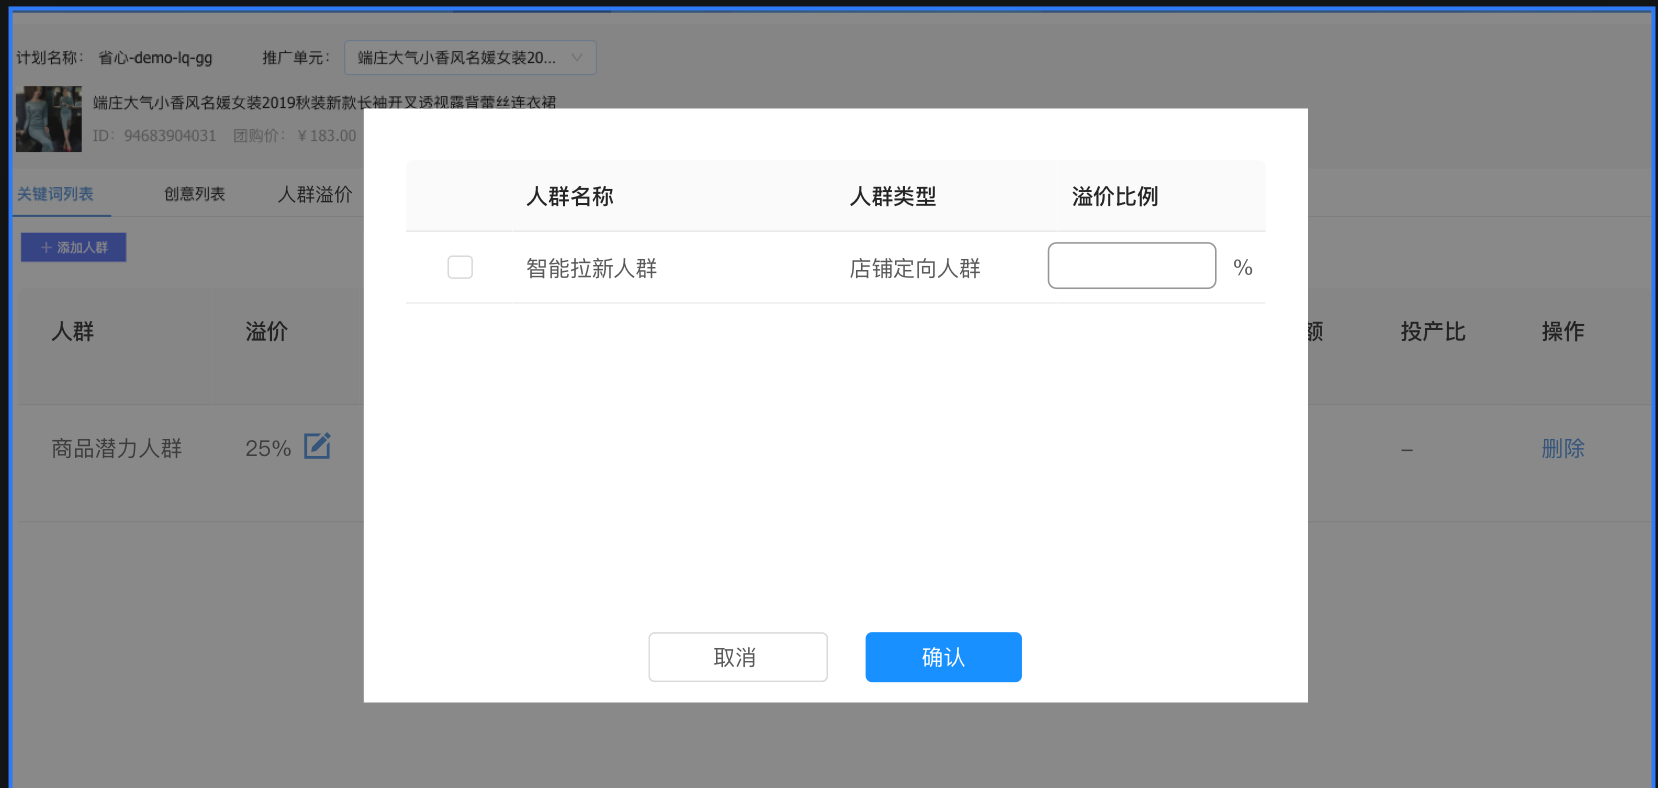 计划名称： 省心-demo-lq-gg 推广单元： 端庄大气小香风名媛女装20...
端庄大气小香风名媛女装2019秋装新款长袖开叉透视露背蕾丝连衣裙
ID： 94683904031 团购价： ￥183.00
关键词列表 创意列表 人群溢价
+ 添加人群
人群 溢价 额 投产比 操作
商品潜力人群 25% – 删除
人群名称 人群类型 溢价比例
智能拉新人群 店铺定向人群 %
取消 确认